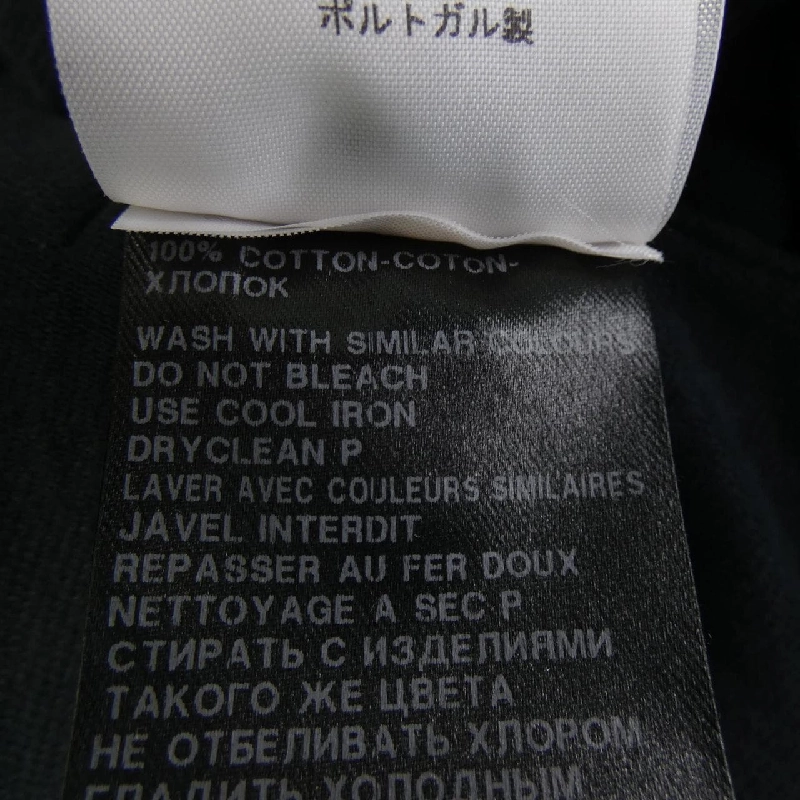 ポルトガル製
100% COTTON-COTON-
ХЛОПОК
WASH WITH SIMILAR COLOURS
DO NOT BLEACH
USE COOL IRON
DRYCLEAN P
LAVER AVEC COULEURS SIMILAIRES
JAVEL INTERDIT
REPASSER AU FER DOUX
NETTOYAGE A SEC P
СТИРАТЬ С ИЗДЕЛИЯМИ
ТАКОГО ЖЕ ЦВЕТА
НЕ ОТБЕЛИВАТЬ ХЛОРОМ
ГЛАДИТЬ ХОЛОДНЫМ